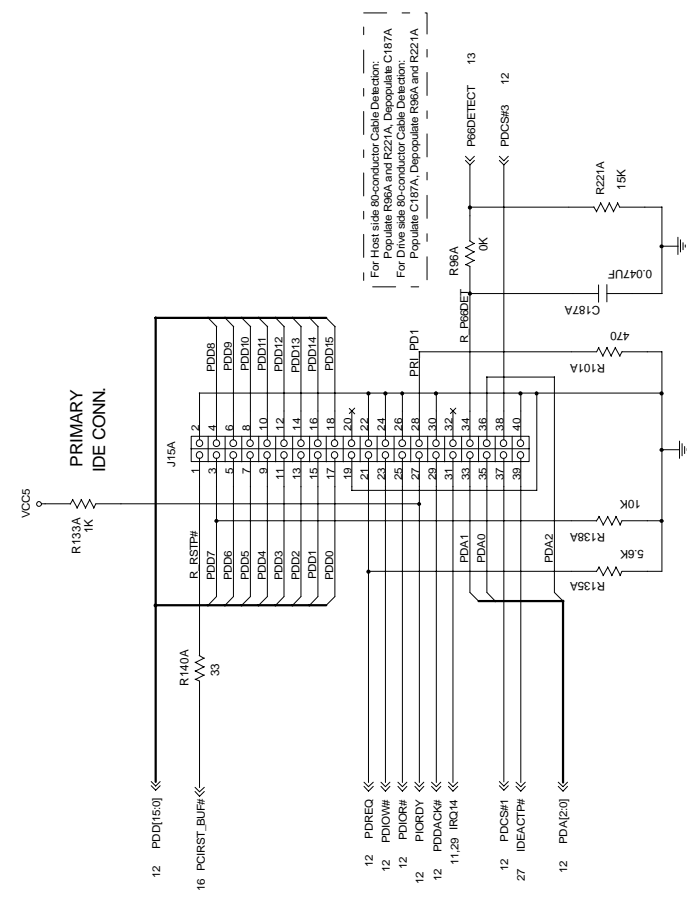 PRIMARY
IDE CONN.
VCC5
R133A
1K
J15A
For Host side 80-conductor Cable Detection:
Populate R96A and R221A, Depopulate C187A
For Drive side 80-conductor Cable Detection:
Populate C187A, Depopulate R96A and R221A
12 PDD[15:0]
16 PCIRST_BUF#
R140A
33
R_RSTP#
PDD7
PDD6
PDD5
PDD4
PDD3
PDD2
PDD1
PDD0
PDD8
PDD9
PDD10
PDD11
PDD12
PDD13
PDD14
PDD15
1 2
3 4
5 6
7 8
9 10
11 12
13 14
15 16
17 18
19 20
21 22
23 24
25 26
27 28
29 30
31 32
33 34
35 36
37 38
39 40
12 PDREQ
12 PDIOW#
12 PDIOR#
12 PIORDY
12 PDDACK#
11,29 IRQ14
12 PDCS#1
27 IDEACTP#
12 PDA[2:0]
PDA1
PDA0
PDA2
PRI_PD1
R_P66DET
R96A
0K
P66DETECT 13
PDCS#3 12
R135A
5.6K
R138A
10K
R101A
470
C187A
0.047UF
R221A
15K